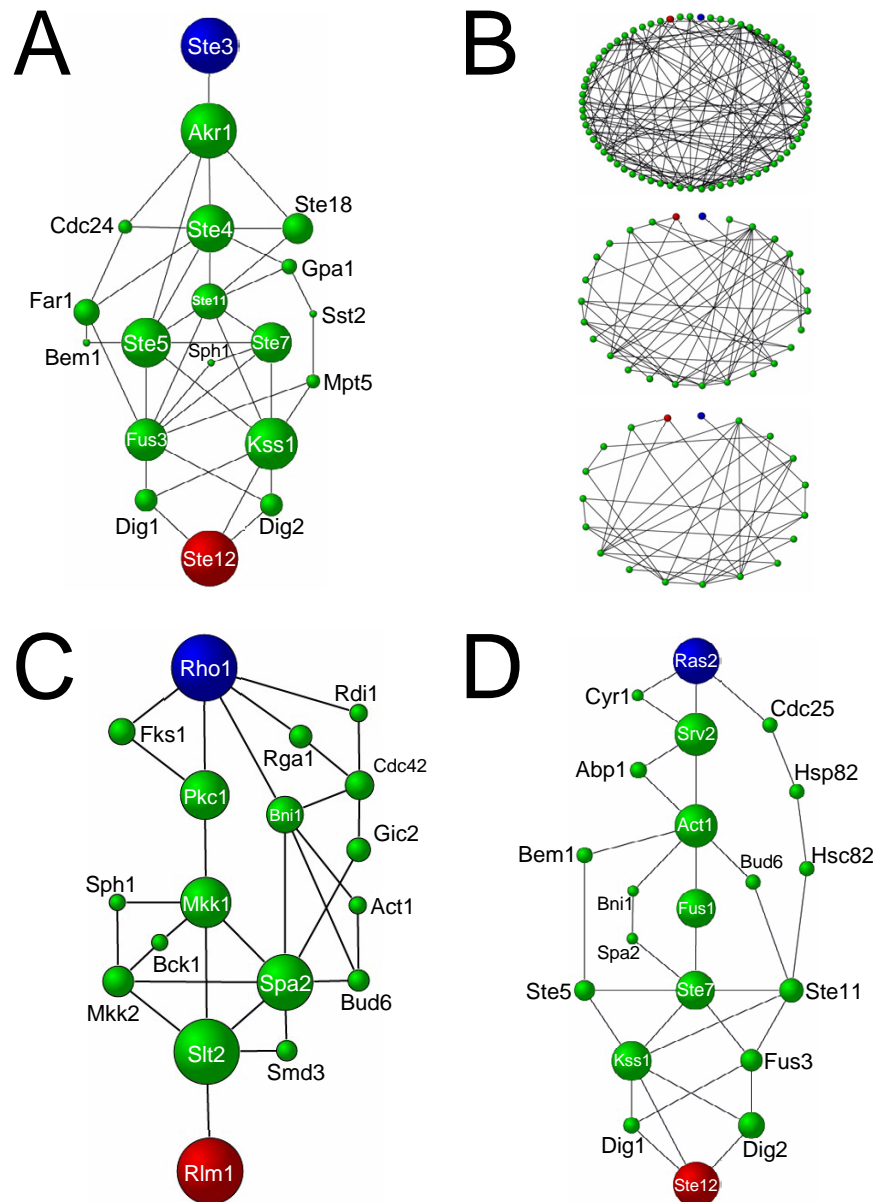 A
B
Ste3
Akr1
Ste18
Cdc24
Ste4
Gpa1
Far1
Ste11
Sst2
Bem1
Ste5
Sph1
Ste7
Mpt5
Fus3
Kss1
Dig1
Dig2
Ste12
C
Rho1
Rdi1
Fks1
Rga1
Cdc42
Pkc1
Bni1
Gic2
Sph1
Mkk1
Act1
Bck1
Mkk2
Spa2
Bud6
Slt2
Smd3
Rlm1
D
Ras2
Cyr1
Cdc25
Srv2
Abp1
Hsp82
Act1
Bem1
Bud6
Hsc82
Bni1
Fus1
Spa2
Ste5
Ste7
Ste11
Kss1
Fus3
Dig1
Dig2
Ste12